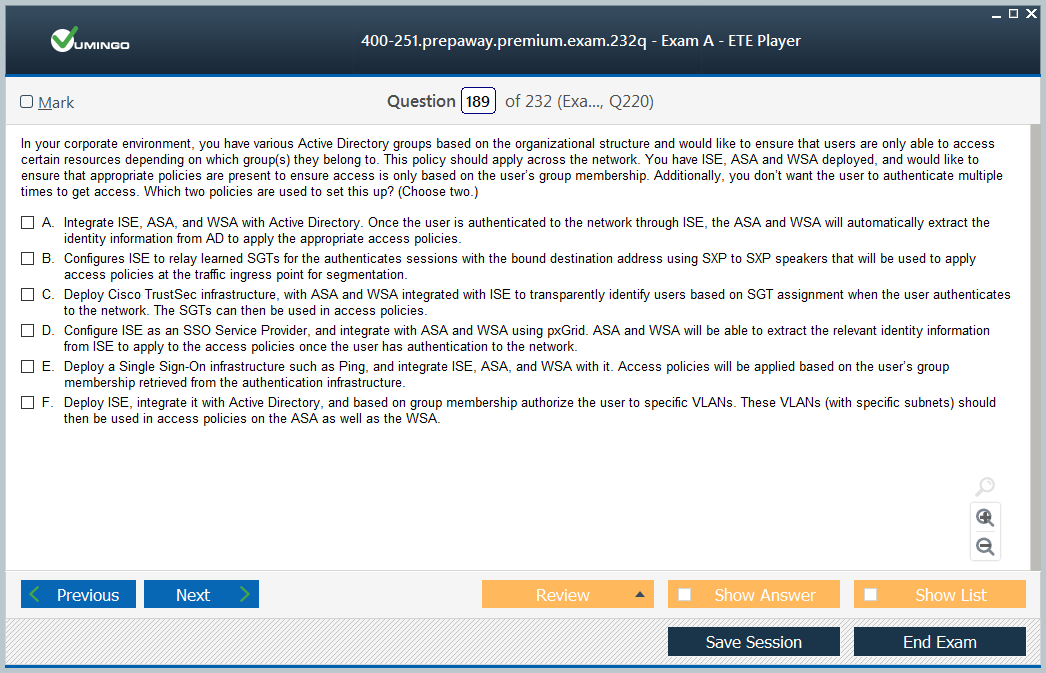 VUMINGO
400-251.prepaway.premium.exam.232q - Exam A - ETE Player
Mark
Question 189 of 232 (Exa..., Q220)
In your corporate environment, you have various Active Directory groups based on the organizational structure and would like to ensure that users are only able to access
certain resources depending on which group(s) they belong to. This policy should apply across the network. You have ISE, ASA and WSA deployed, and would like to
ensure that appropriate policies are present to ensure access is only based on the user's group membership. Additionally, you don't want the user to authenticate multiple
times to get access. Which two policies are used to set this up? (Choose two.)
A. Integrate ISE, ASA, and WSA with Active Directory. Once the user is authenticated to the network through ISE, the ASA and WSA will automatically extract the
identity information from AD to apply the appropriate access policies.
B. Configures ISE to relay learned SGTs for the authenticates sessions with the bound destination address using SXP to SXP speakers that will be used to apply
access policies at the traffic ingress point for segmentation.
C. Deploy Cisco TrustSec infrastructure, with ASA and WSA integrated with ISE to transparently identify users based on SGT assignment when the user authenticates
to the network. The SGTs can then be used in access policies.
D. Configure ISE as an SSO Service Provider, and integrate with ASA and WSA using pxGrid. ASA and WSA will be able to extract the relevant identity information
from ISE to apply to the access policies once the user has authentication to the network.
E. Deploy a Single Sign-On infrastructure such as Ping, and integrate ISE, ASA, and WSA with it. Access policies will be applied based on the user's group
membership retrieved from the authentication infrastructure.
F. Deploy ISE, integrate it with Active Directory, and based on group membership authorize the user to specific VLANs. These VLANs (with specific subnets) should
then be used in access policies on the ASA as well as the WSA.
Previous
Next
Review
Show Answer
Show List
Save Session
End Exam